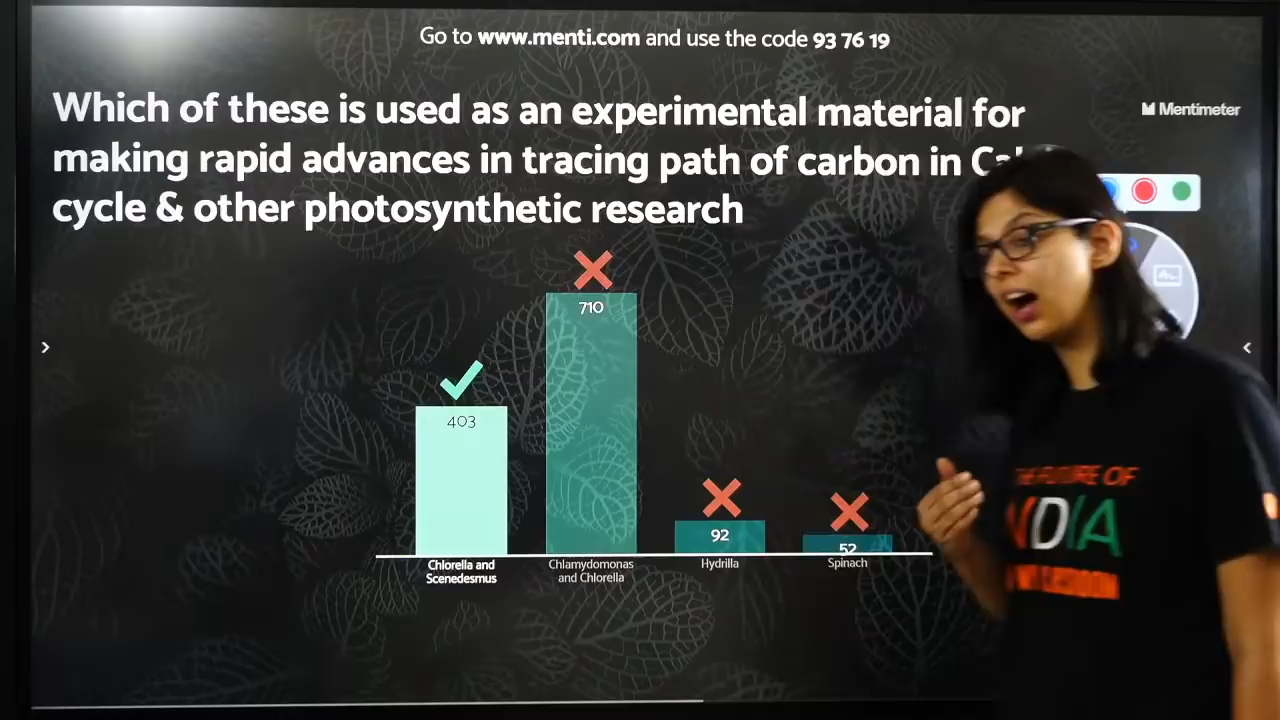 Go to www.menti.com and use the code 93 76 19
Which of these is used as an experimental material for
Mentimeter
making rapid advances in tracing path of carbon in
cycle & other photosynthetic research
710
403
92
52
Chlorella and
Scenedesmus
Chlamydomonas
and Chlorella
Hydrilla
Spinach
OF